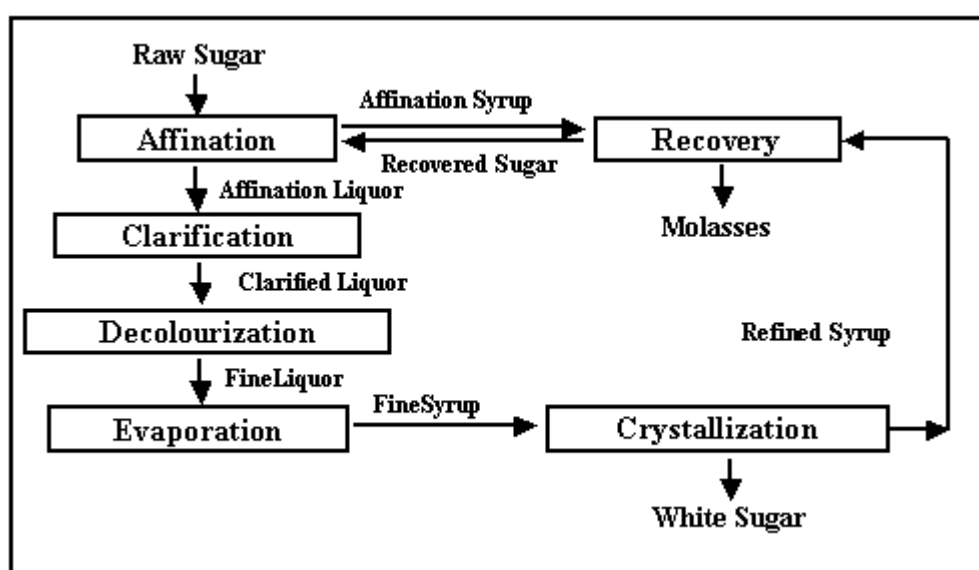 Raw Sugar
Affination Syrup
Affination
Recovery
Recovered Sugar
Affination Liquor
Molasses
Clarification
Clarified Liquor
Decolourization
Refined Syrup
FineLiquor
FineSyrup
Evaporation
Crystallization
White Sugar